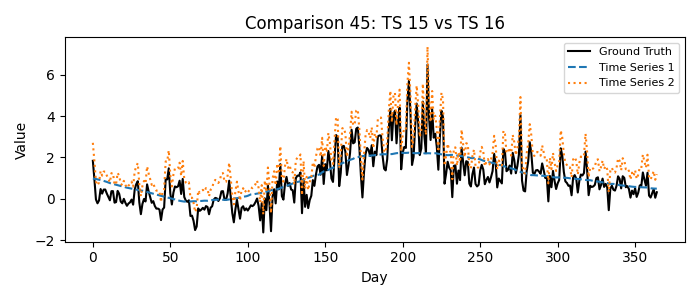 Comparison 45: TS 15 vs TS 16
Ground Truth
Time Series 1
Time Series 2
Value
6
4
2
0
−2
0
50
100
150
200
250
300
350
Day